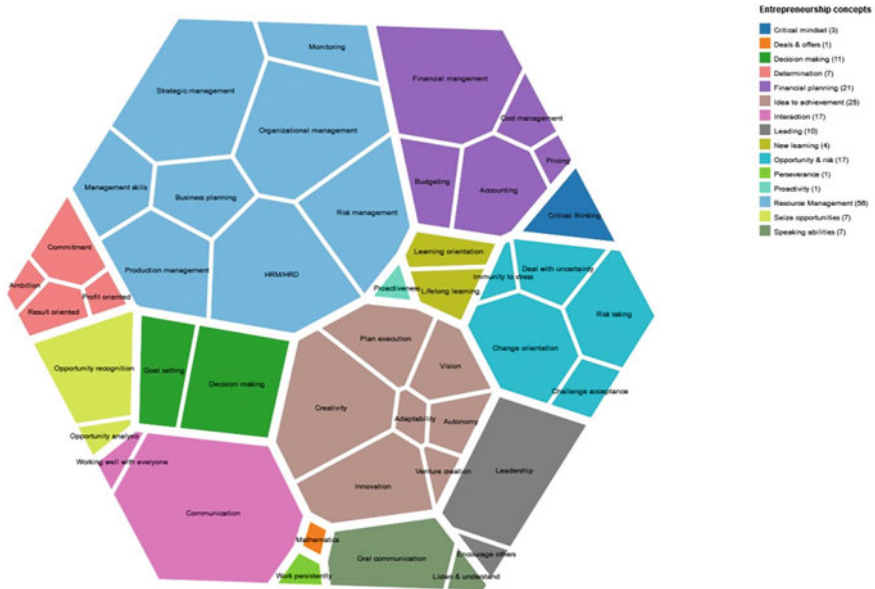 Entrepreneurship concepts
Critical mindset (3)
Deals & offers (1)
Decision making (11)
Determination (7)
Financial planning (21)
Idea to achievement (25)
Interaction (17)
Leading (10)
New learning (4)
Opportunity & risk (17)
Perseverance (1)
Proactivity (1)
Resource Management (56)
Seize opportunities (7)
Speaking abilities (7)
Monitoring
Strategic management
Financial mangement
Organizational management
Cost management
Pricing
Management skills
Business planning
Budgeting
Accounting
Risk management
Critical thinking
Commitment
Learning orientation
Production management
HRM/HRD
Immunity to stress
Deal with uncertainty
Ambition
Profit oriented
Proactiveness
Lifelong learning
Result oriented
Risk taking
Plan execution
Change orientation
Opportunity recognition
Goal setting
Decision making
Vision
Challenge acceptance
Creativity
Adaptability
Autonomy
Opportunity analysis
Working well with everyone
Venture creation
Leadership
Innovation
Communication
Mathematics
Oral communication
Encourage others
Work persistently
Listen & understand